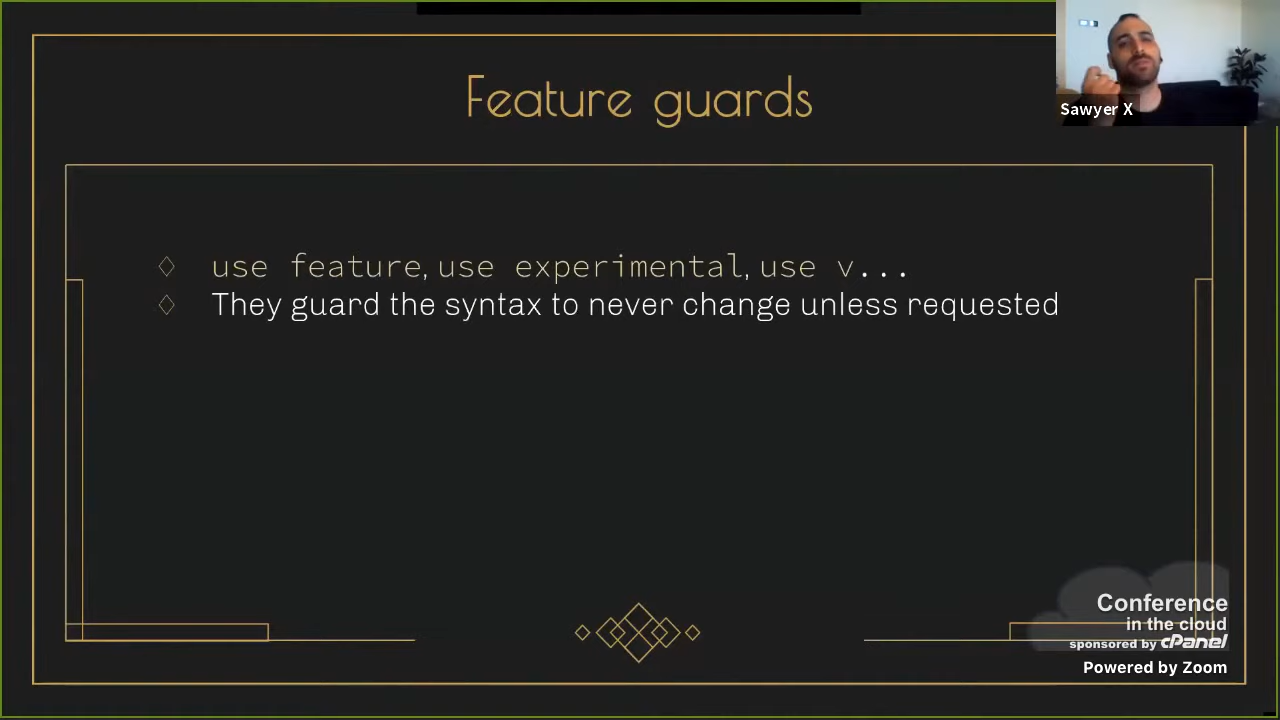 Feature guards
Sawyer X
use feature, use experimental, use v...
They guard the syntax to never change unless requested
Conference
in the cloud
sponsored by cPanel
Powered by Zoom